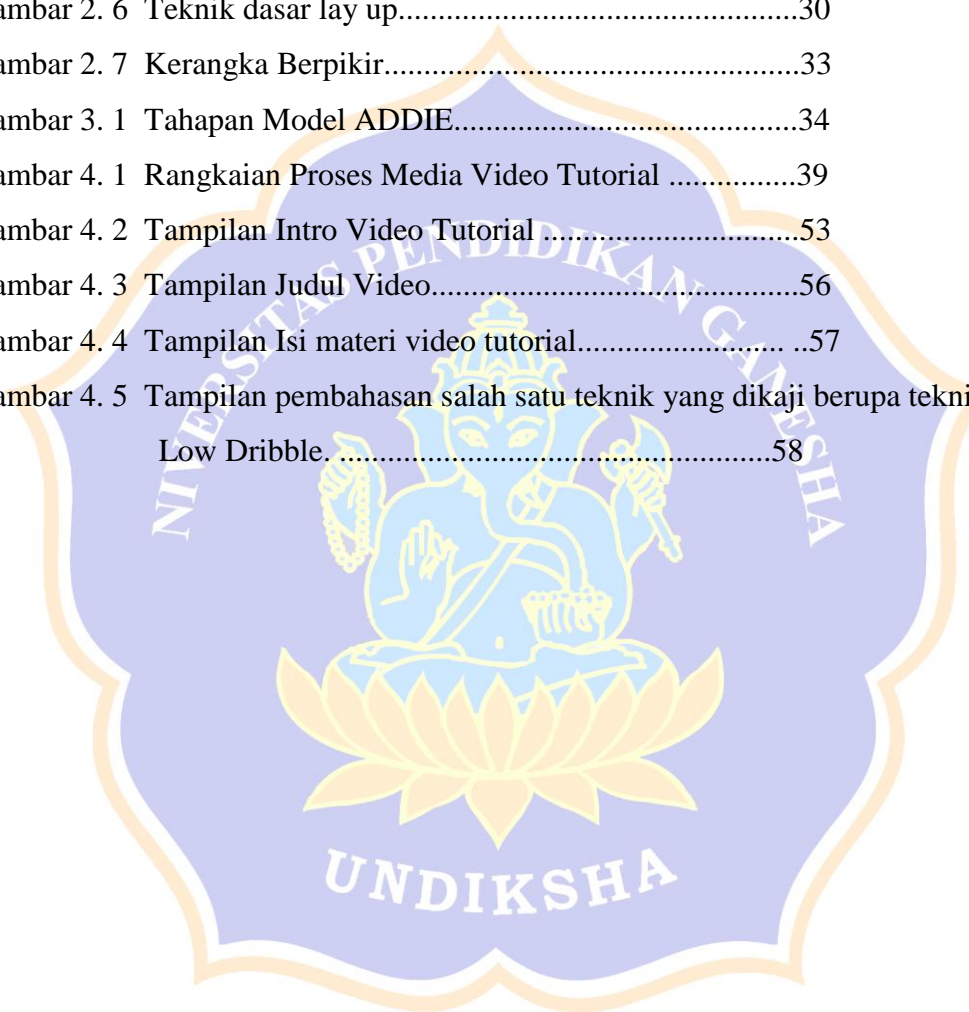 ambar 2. 6  Teknik dasar lay up..................................................30
ambar 2. 7  Kerangka Berpikir....................................................33
ambar 3. 1  Tahapan Model ADDIE...........................................34
ambar 4. 1  Rangkaian Proses Media Video Tutorial ................39
ambar 4. 2  Tampilan Intro Video Tutorial ................................53
ambar 4. 3  Tampilan Judul Video..............................................56
ambar 4. 4  Tampilan Isi materi video tutorial.......................... ..57
ambar 4. 5  Tampilan pembahasan salah satu teknik yang dikaji berupa tekni
Low Dribble. .......................................................58
NIVERSITAS PENDIDIKAN GANESHA
UNDIKSHA